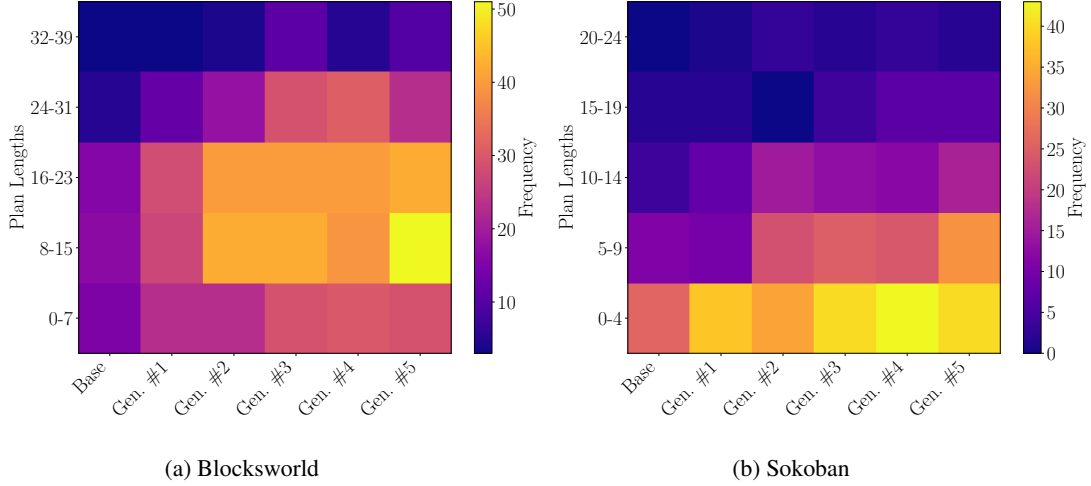 Plan Lengths
32-39
24-31
16-23
8-15
0-7
Base
Gen. #1
Gen. #2
Gen. #3
Gen. #4
Gen. #5
50
40
30
20
10
Frequency
(a) Blocksworld
Plan Lengths
20-24
15-19
10-14
5-9
0-4
Base
Gen. #1
Gen. #2
Gen. #3
Gen. #4
Gen. #5
40
35
30
25
20
15
10
5
0
Frequency
(b) Sokoban